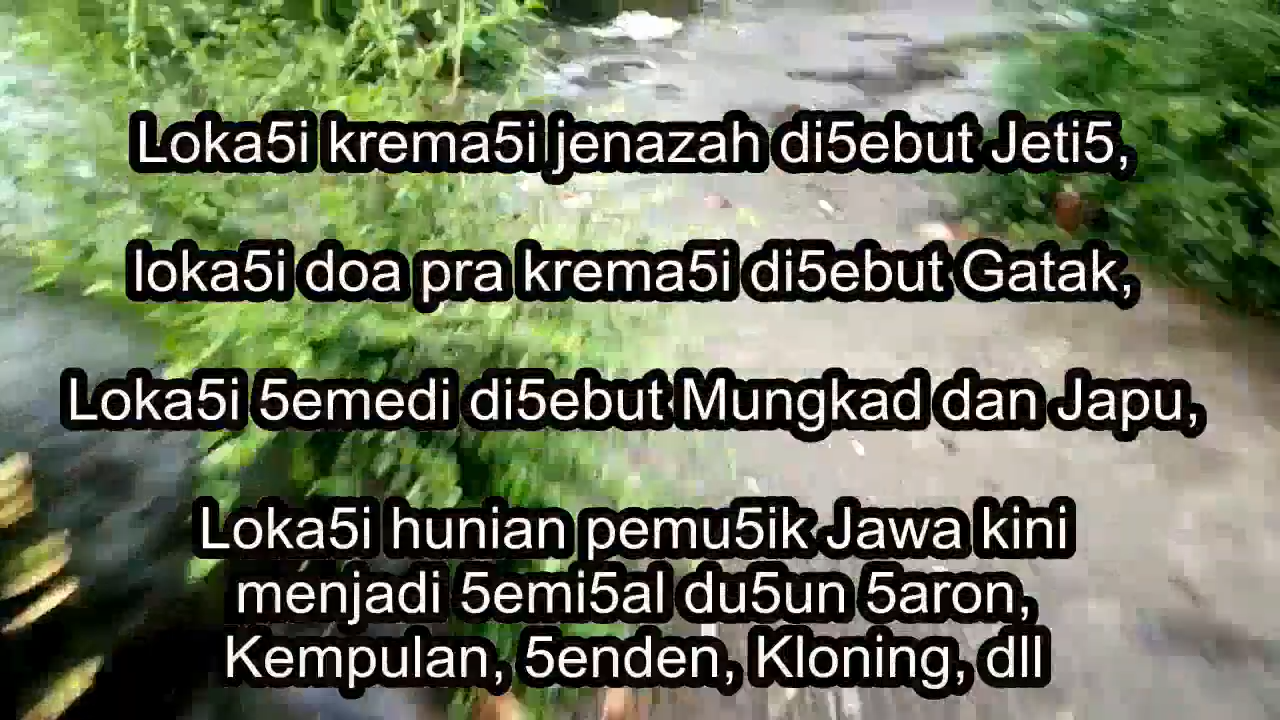 Loka5i krema5i jenazah di5ebut Jeti5,
loka5i doa pra krema5i di5ebut Gatak,
Loka5i 5emedi di5ebut Mungkad dan Japu,
Loka5i hunian pemu5ik Jawa kini
menjadi 5emi5al du5un 5aron,
Kempulan, 5enden, Kloning, dll